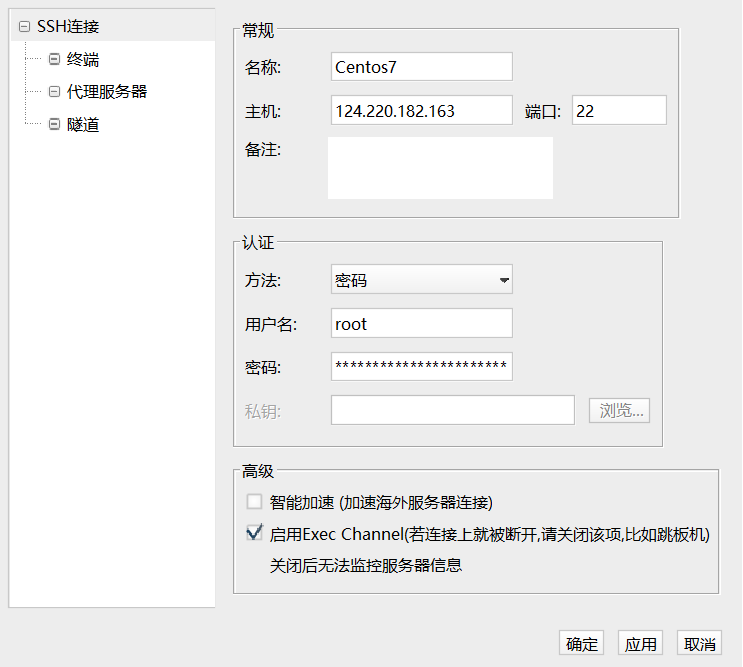 SSH连接
终端
代理服务器
隧道
常规
名称: Centos7
主机: 124.220.182.163 端口: 22
备注:
认证
方法: 密码
用户名: root
密码: ***********************
私钥: 浏览...
高级
智能加速 (加速海外服务器连接)
启用Exec Channel(若连接上就被断开,请关闭该项,比如跳板机)
关闭后无法监控服务器信息
确定 应用 取消